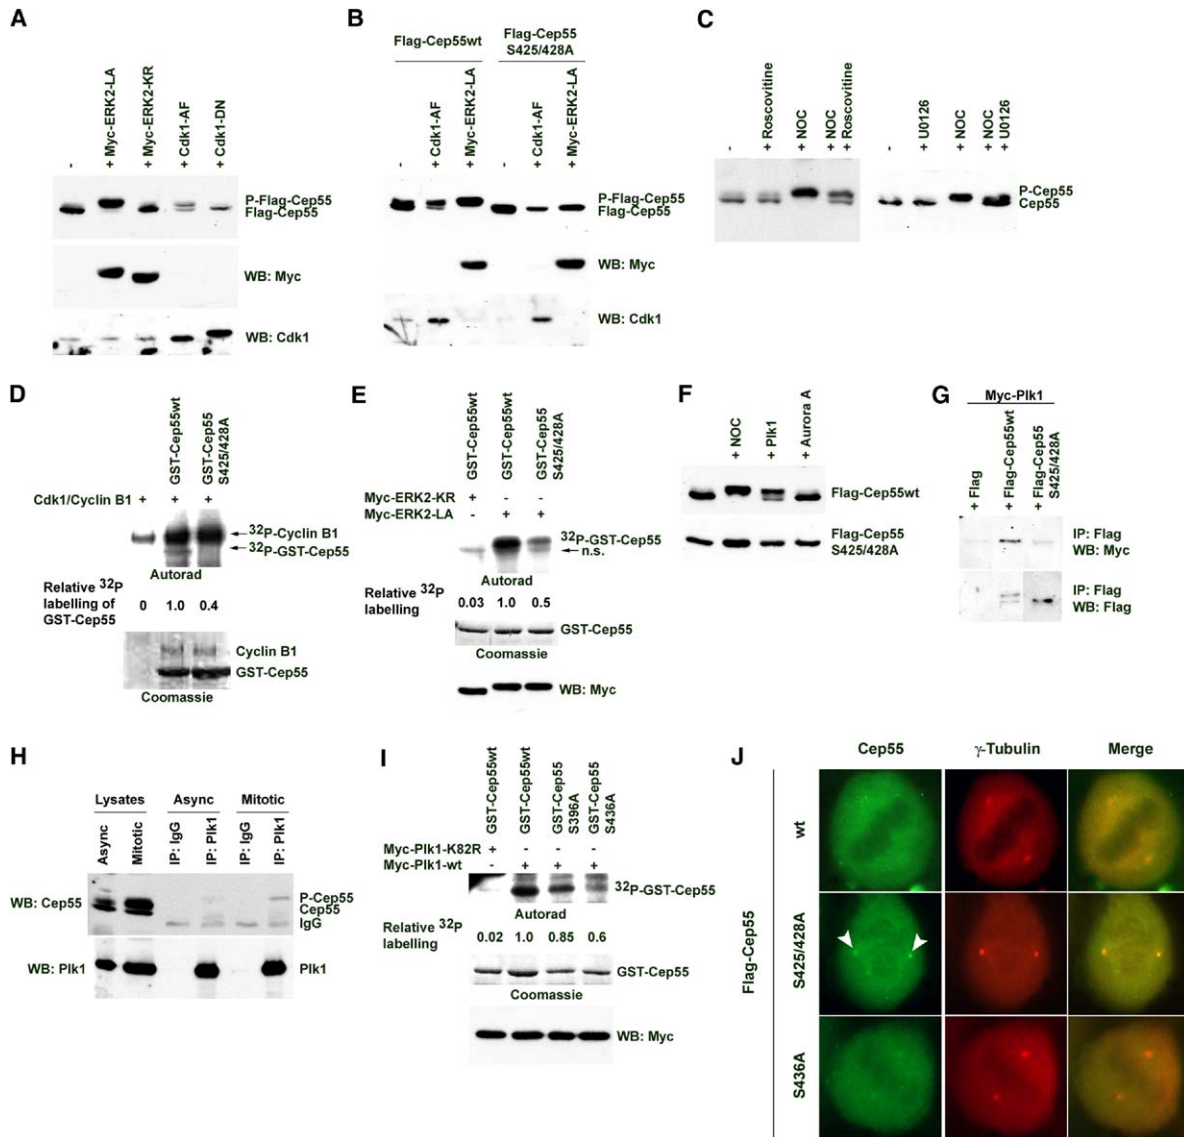 A
-
+ Myc-ERK2-LA
+ Myc-ERK2-KR
+ Cdk1-AF
+ Cdk1-DN
P-Flag-Cep55
Flag-Cep55
WB: Myc
WB: Cdk1
B
Flag-Cep55wt
Flag-Cep55
S425/428A
-
+ Cdk1-AF
+ Myc-ERK2-LA
-
+ Cdk1-AF
+ Myc-ERK2-LA
P-Flag-Cep55
Flag-Cep55
WB: Myc
WB: Cdk1
C
-
+ Roscovitine
+ NOC
+ NOC
+ Roscovitine
-
+ U0126
+ NOC
+ NOC
+ U0126
P-Cep55
Cep55
D
GST-Cep55wt
GST-Cep55
S425/428A
Cdk1/Cyclin B1 + + +
32P-Cyclin B1
32P-GST-Cep55
Autorad
Relative 32P
labelling of
GST-Cep55
0 1.0 0.4
Cyclin B1
GST-Cep55
Coomassie
E
GST-Cep55wt
GST-Cep55wt
GST-Cep55
S425/428A
Myc-ERK2-KR + - -
Myc-ERK2-LA - + +
32P-GST-Cep55
n.s.
Autorad
Relative 32P
labelling
0.03 1.0 0.5
GST-Cep55
Coomassie
WB: Myc
F
-
+ NOC
+ Plk1
+ Aurora A
Flag-Cep55wt
Flag-Cep55
S425/428A
G
Myc-Plk1
+ Flag
+ Flag-Cep55wt
+ Flag-Cep55
S425/428A
IP: Flag
WB: Myc
IP: Flag
WB: Flag
H
Lysates Async Mitotic
Async
Mitotic
IP: IgG
IP: Plk1
IP: IgG
IP: Plk1
WB: Cep55
P-Cep55
Cep55
IgG
WB: Plk1
Plk1
I
GST-Cep55wt
GST-Cep55wt
GST-Cep55
S396A
GST-Cep55
S436A
Myc-Plk1-K82R + - - -
Myc-Plk1-wt - + + +
32P-GST-Cep55
Autorad
Relative 32P
labelling
0.02 1.0 0.85 0.6
GST-Cep55
Coomassie
WB: Myc
J
Cep55 γ-Tubulin Merge
Flag-Cep55
wt
S425/428A
S436A